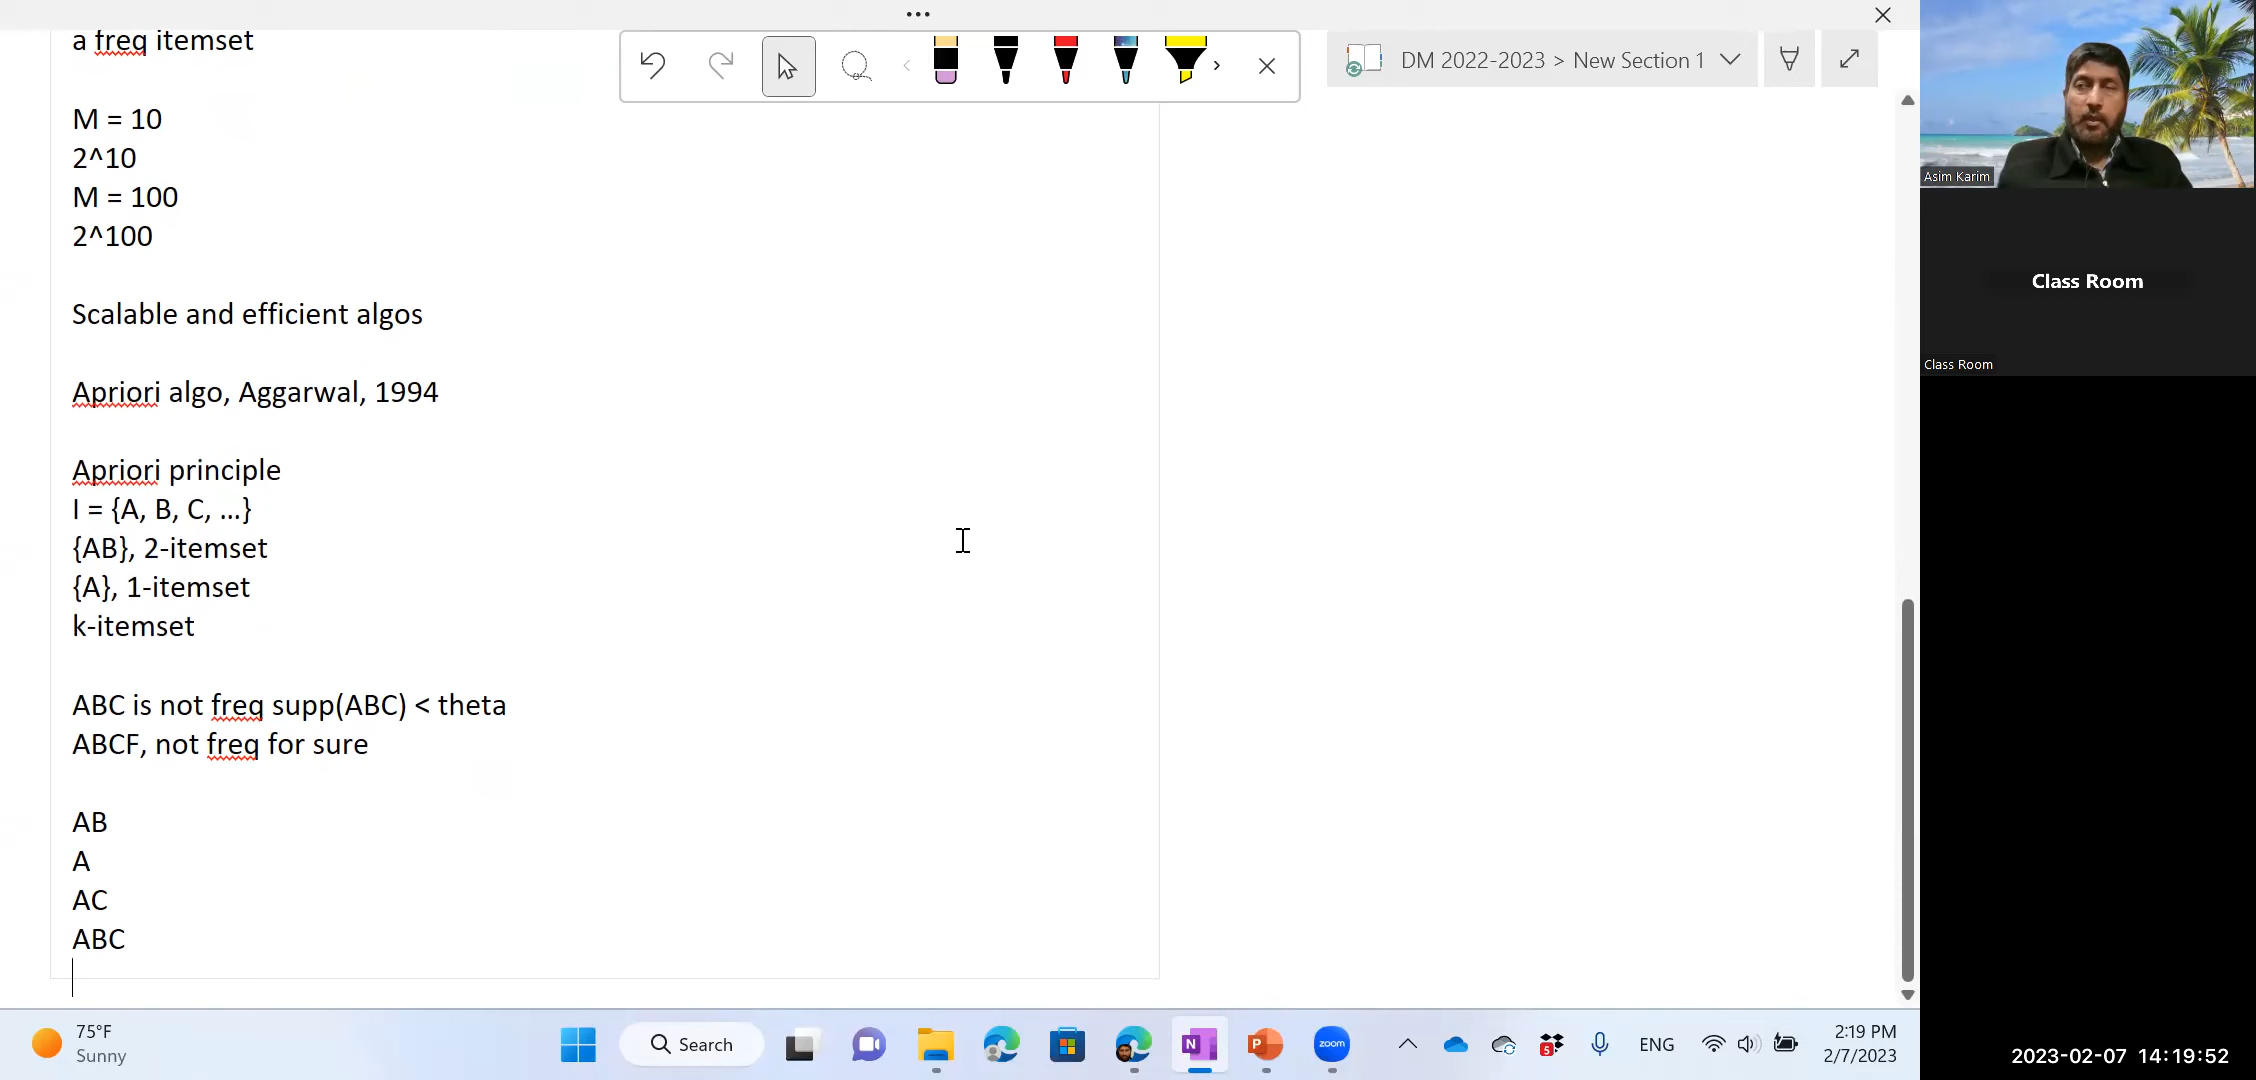 a freq itemset
M = 10
2^10
M = 100
2^100
Scalable and efficient algos
Apriori algo, Aggarwal, 1994
Apriori principle
I = {A, B, C, ...}
{AB}, 2-itemset
{A}, 1-itemset
k-itemset
ABC is not freq supp(ABC) < theta
ABCF, not freq for sure
AB
A
AC
ABC
DM 2022-2023 > New Section 1
Asim Karim
Class Room
Class Room
75°F
Sunny
Search
N
P
zoom
5
ENG
2:19 PM
2/7/2023
2023-02-07 14:19:52